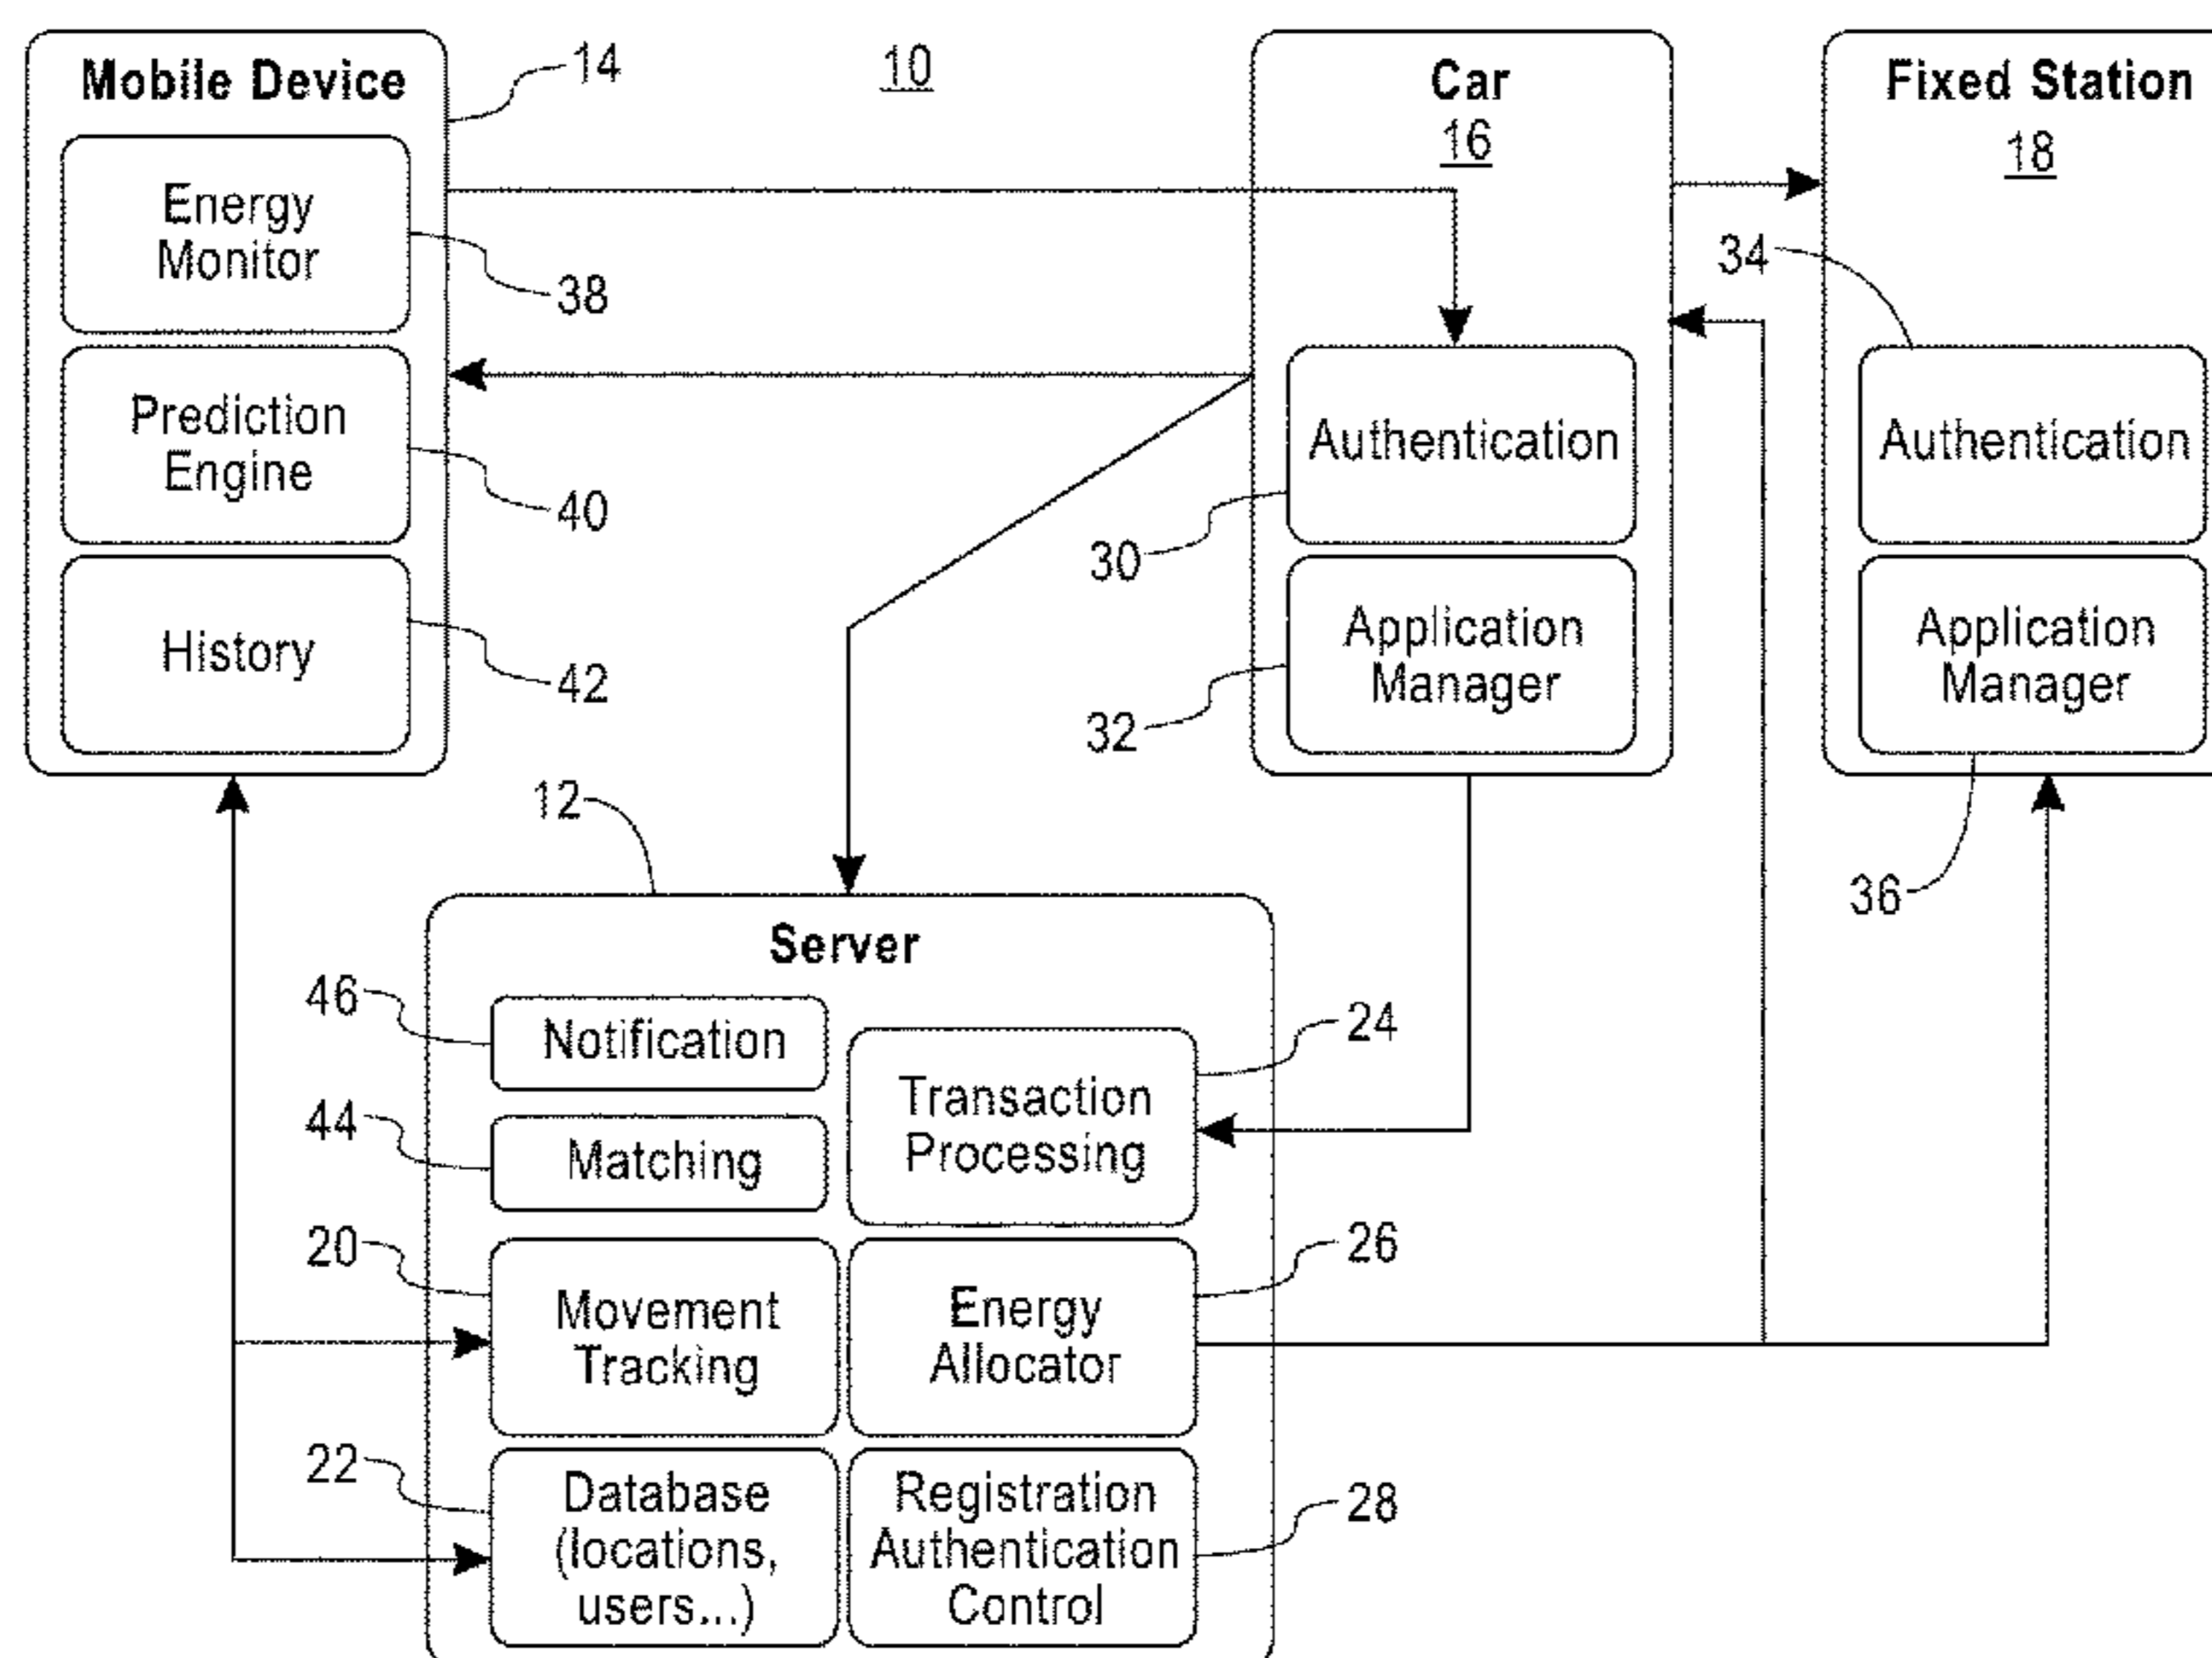 Mobile Device
14
10
Car
16
Fixed Station
18
Energy
Monitor
38
34
Prediction
Engine
40
Authentication
30
Authentication
History
42
Application
Manager
32
Application
Manager
36
12
Server
46
Notification
24
44
Matching
Transaction
Processing
20
Movement
Tracking
Energy
Allocator
26
22
Database
(locations,
users...)
Registration
Authentication
Control
28